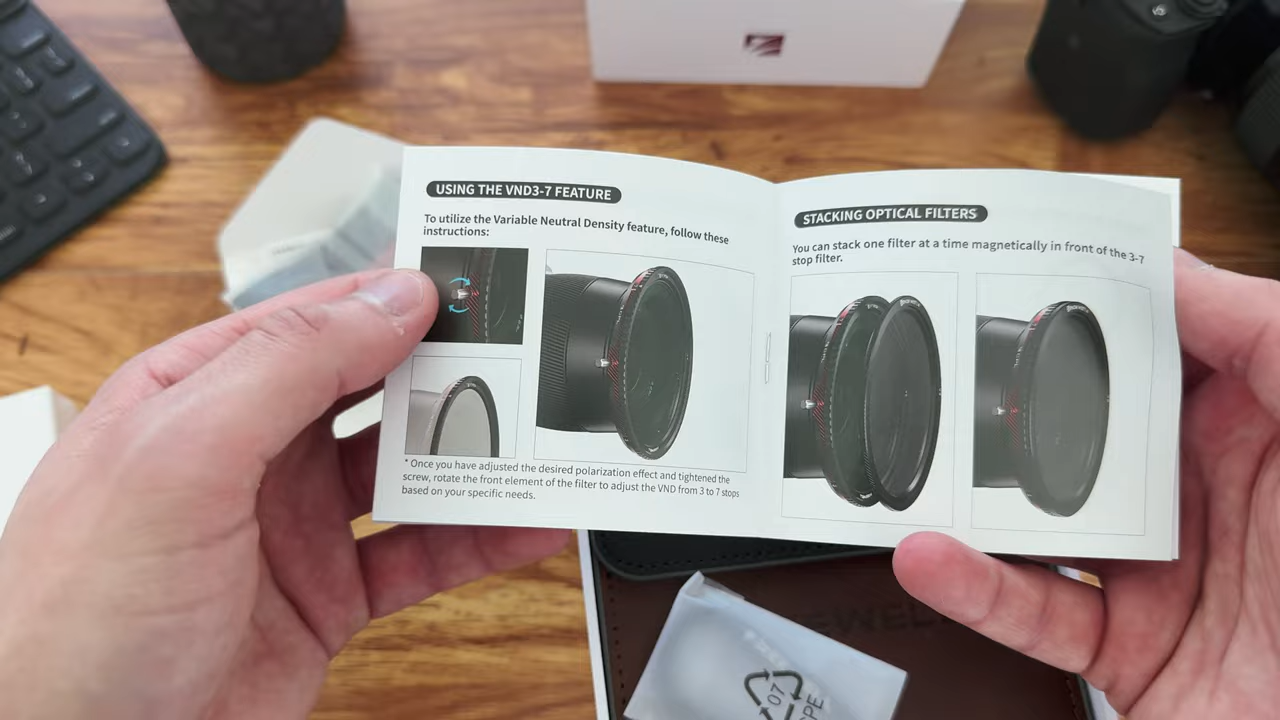 USING THE VND3-7 FEATURE
To utilize the Variable Neutral Density feature, follow these
instructions:
* Once you have adjusted the desired polarization effect and tightened the
screw, rotate the front element of the filter to adjust the VND from 3 to 7 stops
based on your specific needs.
STACKING OPTICAL FILTERS
You can stack one filter at a time magnetically in front of the 3-7
stop filter.
07